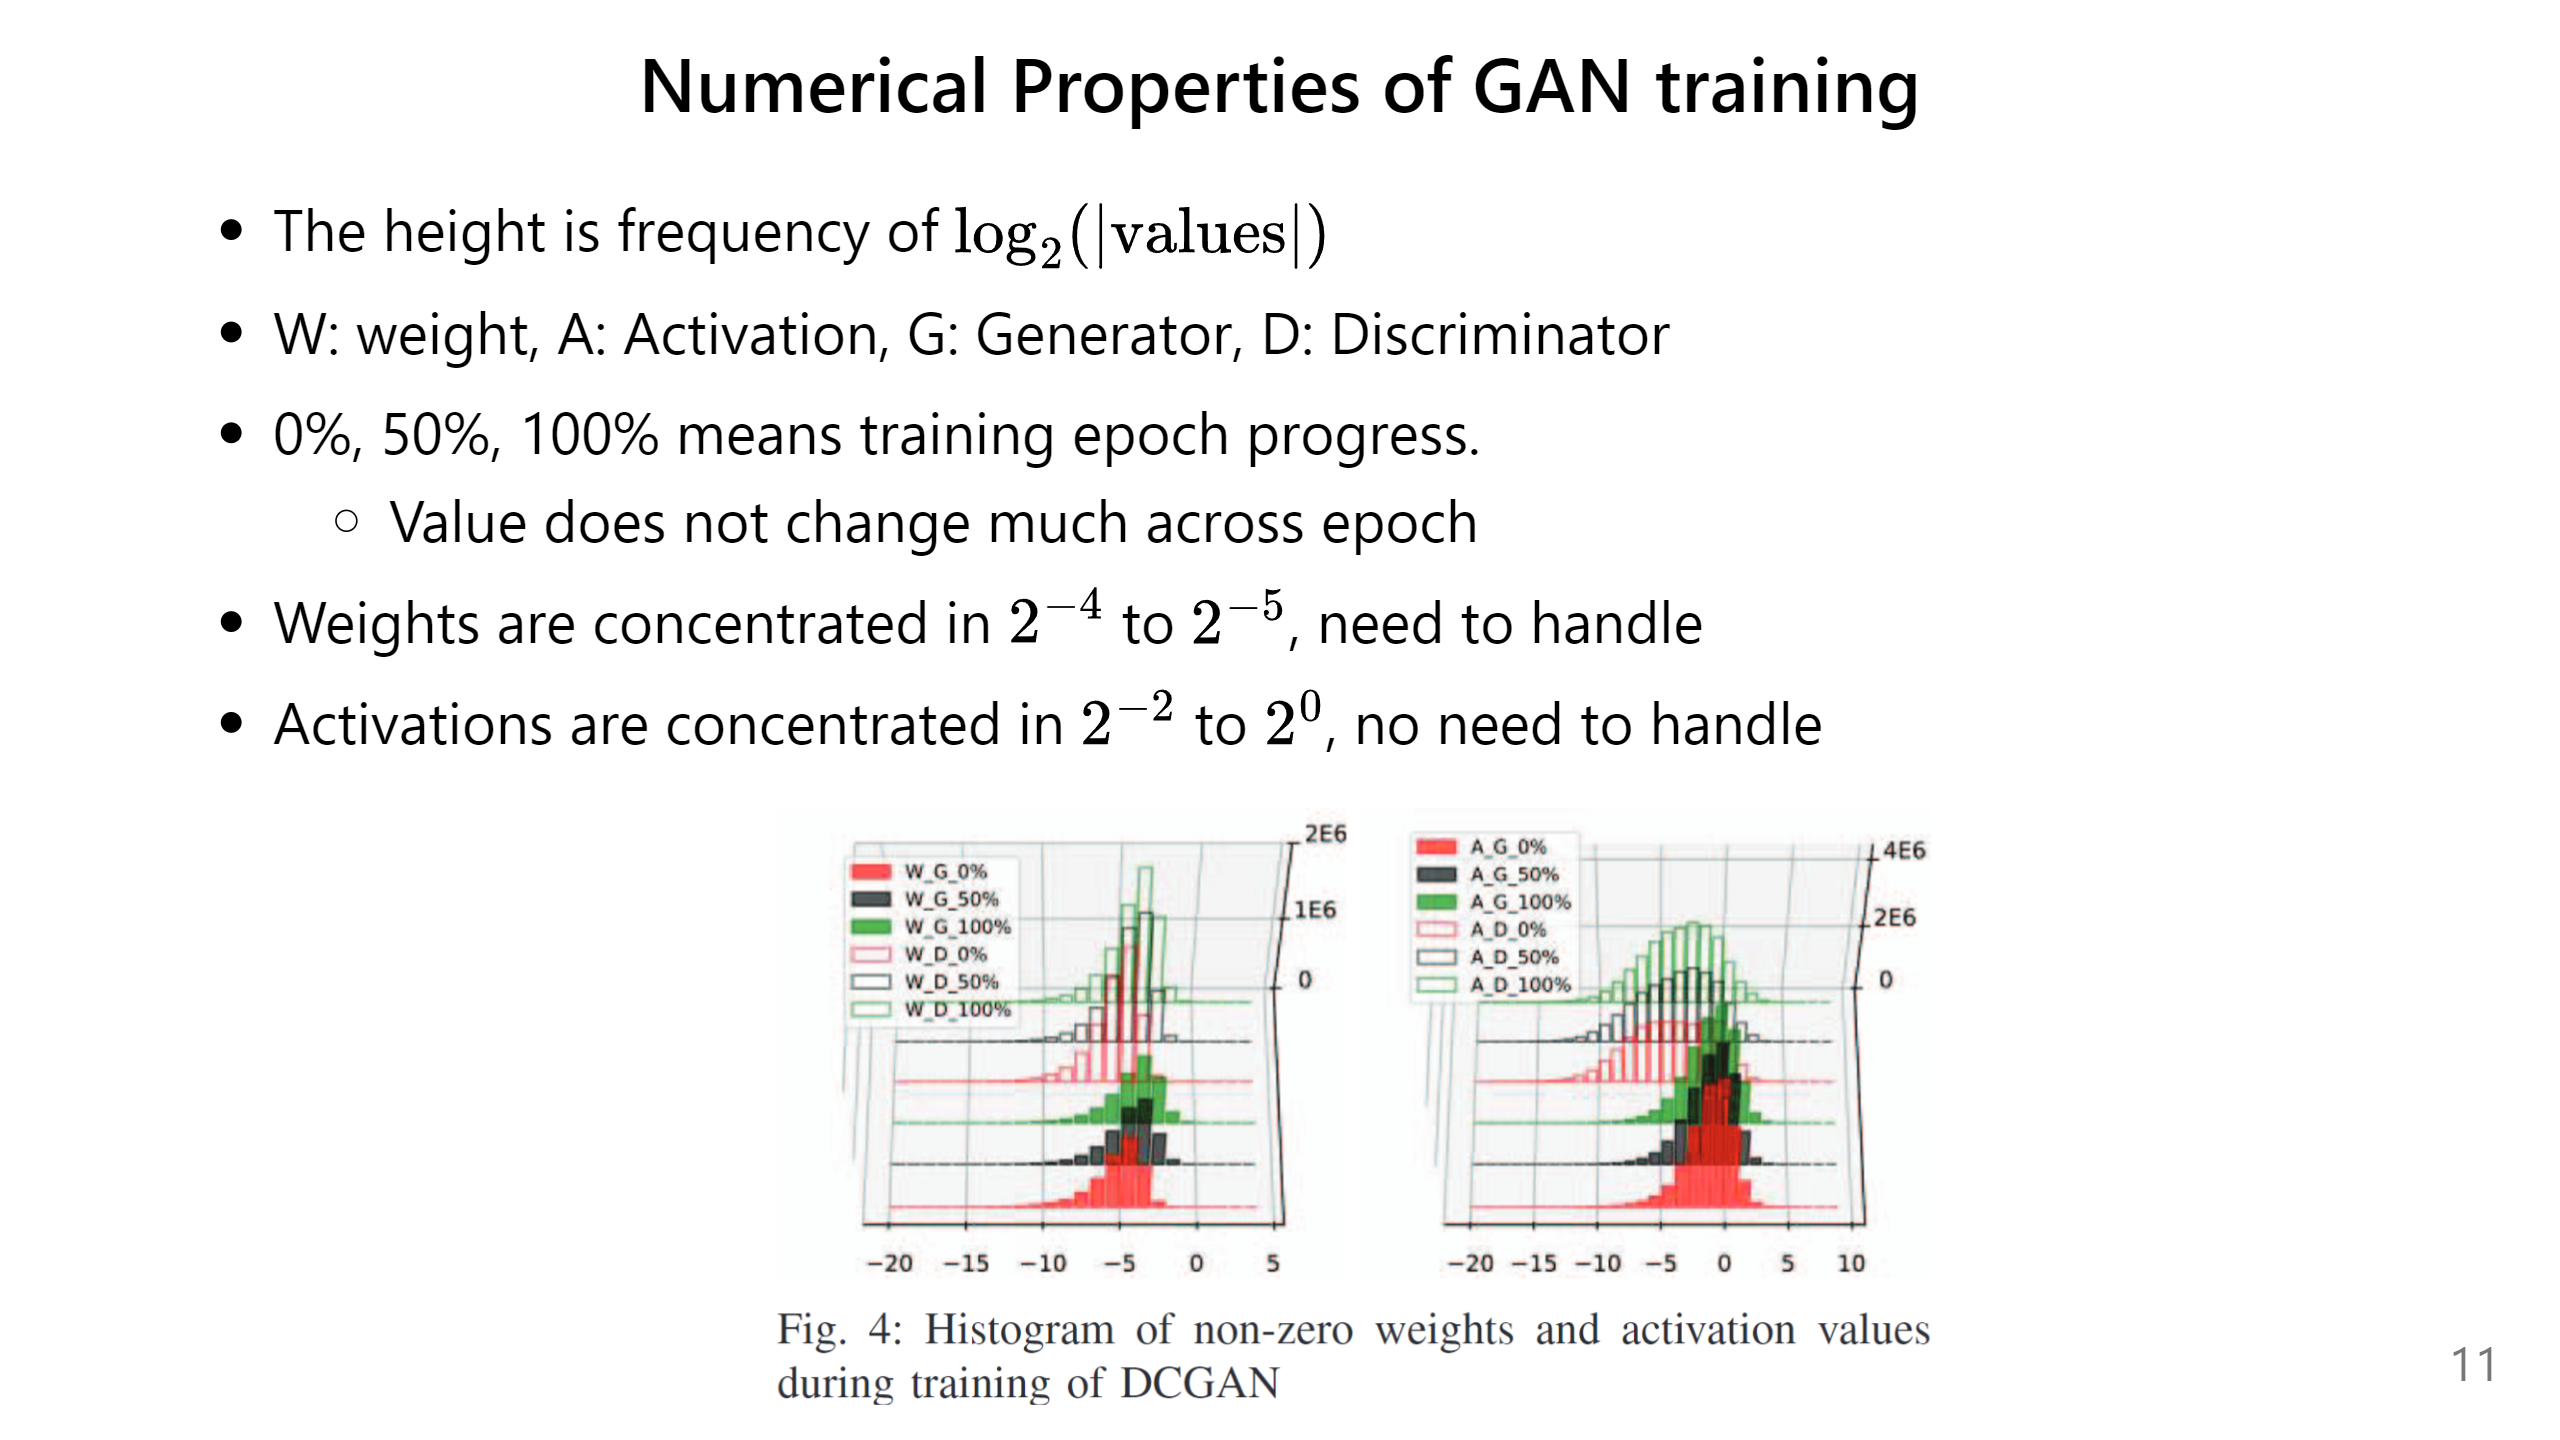 Numerical Properties of GAN training
• The height is frequency of log₂(|values|)
• W: weight, A: Activation, G: Generator, D: Discriminator
• 0%, 50%, 100% means training epoch progress.
○ Value does not change much across epoch
• Weights are concentrated in 2⁻⁴ to 2⁻⁵, need to handle
• Activations are concentrated in 2⁻² to 2⁰, no need to handle
W_G_0%
W_G_50%
W_G_100%
W_D_0%
W_D_50%
W_D_100%
2E6
1E6
0
−20 −15 −10 −5 0 5
A_G_0%
A_G_50%
A_G_100%
A_D_0%
A_D_50%
A_D_100%
4E6
2E6
0
−20 −15 −10 −5 0 5 10
Fig. 4: Histogram of non-zero weights and activation values
during training of DCGAN
11